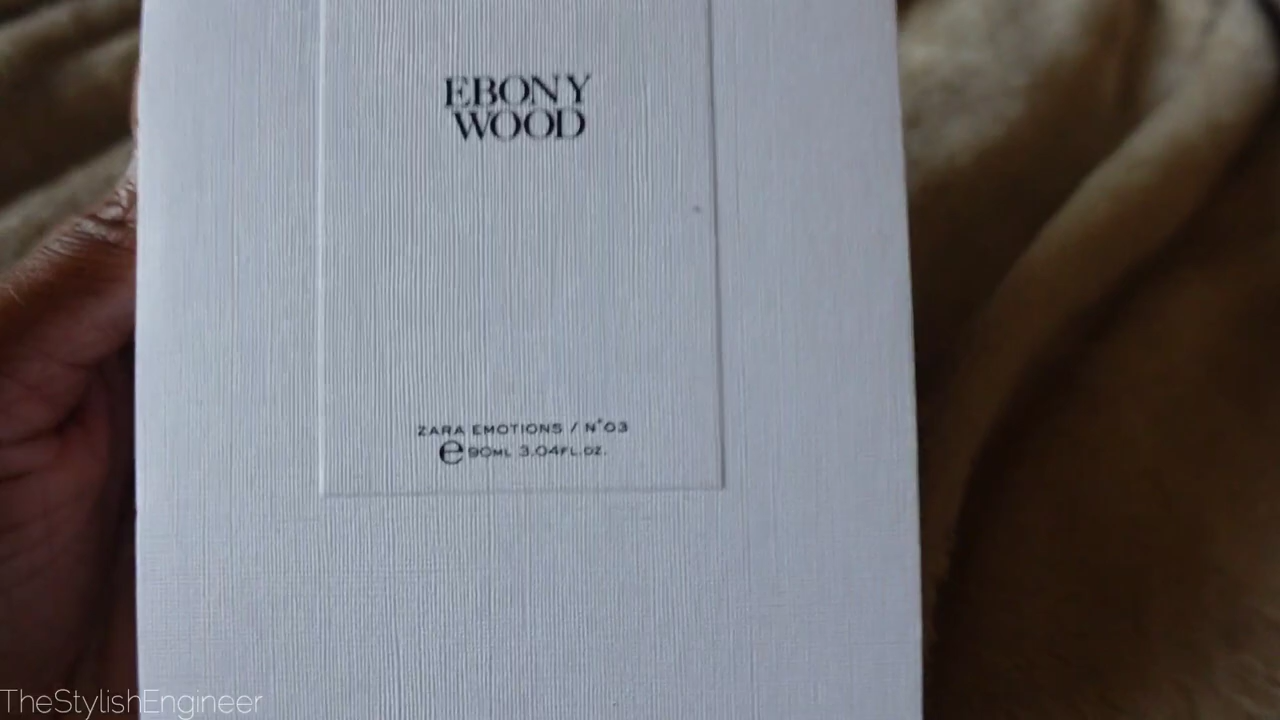 EBONY
WOOD
ZARA EMOTIONS / N°03
℮90ML 3.04FL.OZ.
TheStylishEngineer